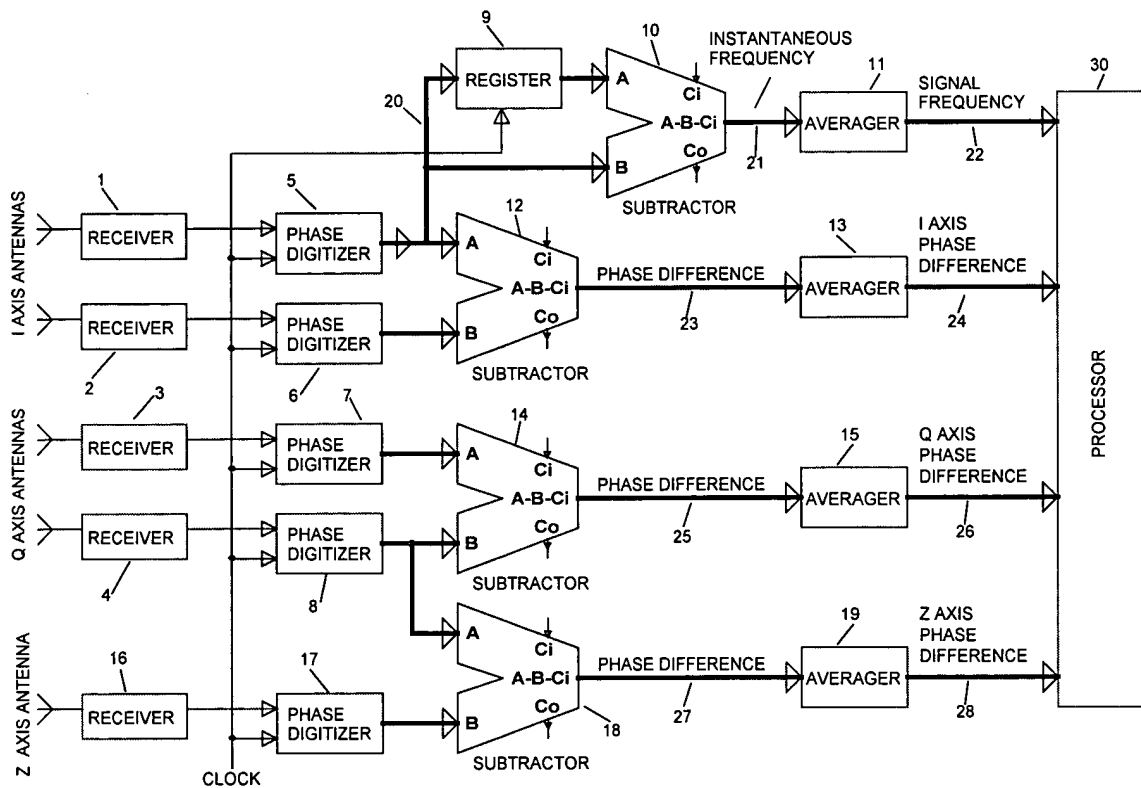 9
10
INSTANTANEOUS
FREQUENCY
11
SIGNAL
FREQUENCY
30
REGISTER
A
Ci
A-B-Ci
Co
B
20
21
AVERAGER
22
SUBTRACTOR
I AXIS ANTENNAS
1
RECEIVER
5
PHASE
DIGITIZER
12
A
Ci
A-B-Ci
Co
B
PHASE DIFFERENCE
23
13
AVERAGER
I AXIS
PHASE
DIFFERENCE
24
RECEIVER
2
PHASE
DIGITIZER
6
SUBTRACTOR
PROCESSOR
Q AXIS ANTENNAS
3
RECEIVER
7
PHASE
DIGITIZER
14
A
Ci
A-B-Ci
Co
B
PHASE DIFFERENCE
25
15
AVERAGER
Q AXIS
PHASE
DIFFERENCE
26
RECEIVER
4
PHASE
DIGITIZER
8
SUBTRACTOR
Z AXIS ANTENNA
16
RECEIVER
17
PHASE
DIGITIZER
A
Ci
A-B-Ci
Co
B
18
PHASE DIFFERENCE
27
19
AVERAGER
Z AXIS
PHASE
DIFFERENCE
28
SUBTRACTOR
CLOCK